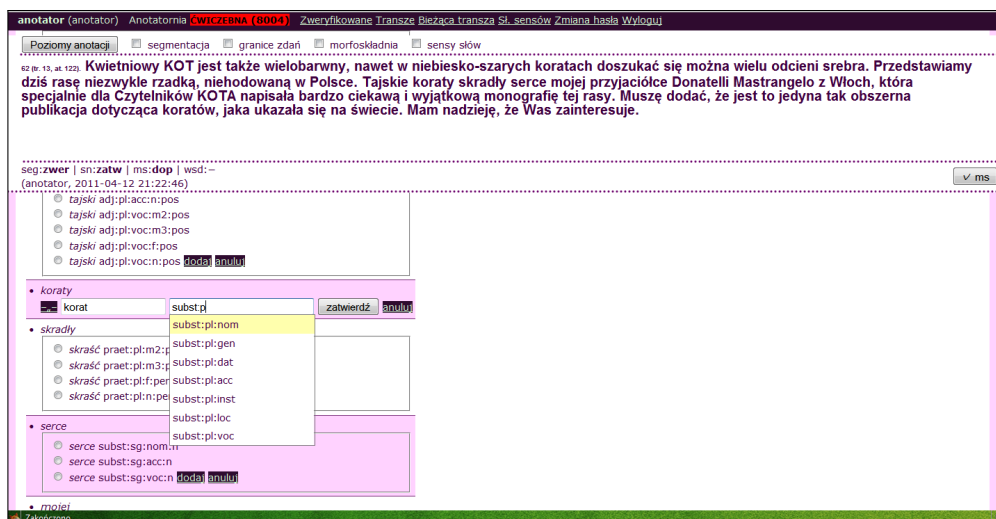 anotator (anotator) Anotatornia ĆWICZEBNA (8004) Zweryfikowane Transze Bieżąca transza Sł. sensów Zmiana hasła Wyloguj
Poziomy anotacji segmentacja granice zdań morfoskładnia sensy słów
62 (tr. 13, at. 122). Kwietniowy KOT jest także wielobarwny, nawet w niebiesko-szarych koratach doszukać się można wielu odcieni srebra. Przedstawiamy
dziś rasę niezwykle rzadką, niehodowaną w Polsce. Tajskie koraty skradły serce mojej przyjaciółce Donatelli Mastrangelo z Włoch, która
specjalnie dla Czytelników KOTA napisała bardzo ciekawą i wyjątkową monografię tej rasy. Muszę dodać, że jest to jedyna tak obszerna
publikacja dotycząca koratów, jaka ukazała się na świecie. Mam nadzieję, że Was zainteresuje.
seg:zwer | sn:zatw | ms:dop | wsd:–
(anotator, 2011-04-12 21:22:46)
✓ ms
tajski adj:pl:acc:n:pos
tajski adj:pl:voc:m2:pos
tajski adj:pl:voc:m3:pos
tajski adj:pl:voc:f:pos
tajski adj:pl:voc:n:pos dodaj anuluj
• koraty
-.- korat subst:p zatwierdź anuluj
subst:pl:nom
subst:pl:gen
subst:pl:dat
subst:pl:acc
subst:pl:inst
subst:pl:loc
subst:pl:voc
• skradły
skraść praet:pl:m2:p
skraść praet:pl:m3:p
skraść praet:pl:f:per
skraść praet:pl:n:pe
• serce
serce subst:sg:nom:n
serce subst:sg:acc:n
serce subst:sg:voc:n dodaj anuluj
• mojej
Zakończono